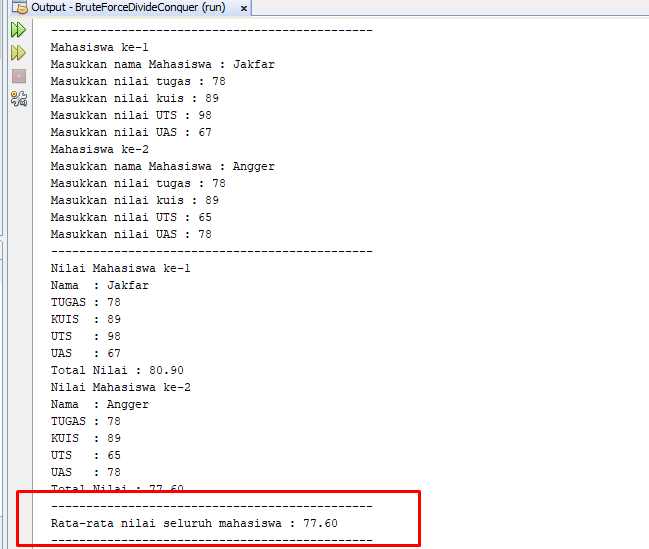 Output - BruteForceDivideConquer (run) ×
----------------------------------------------
Mahasiswa ke-1
Masukkan nama Mahasiswa : Jakfar
Masukkan nilai tugas : 78
Masukkan nilai kuis : 89
Masukkan nilai UTS : 98
Masukkan nilai UAS : 67
Mahasiswa ke-2
Masukkan nama Mahasiswa : Angger
Masukkan nilai tugas : 78
Masukkan nilai kuis : 89
Masukkan nilai UTS : 65
Masukkan nilai UAS : 78
----------------------------------------------
Nilai Mahasiswa ke-1
Nama  : Jakfar
TUGAS : 78
KUIS  : 89
UTS   : 98
UAS   : 67
Total Nilai : 80.90
Nilai Mahasiswa ke-2
Nama  : Angger
TUGAS : 78
KUIS  : 89
UTS   : 65
UAS   : 78
Total Nilai : 77.60
----------------------------------------------
Rata-rata nilai seluruh mahasiswa : 77.60
----------------------------------------------